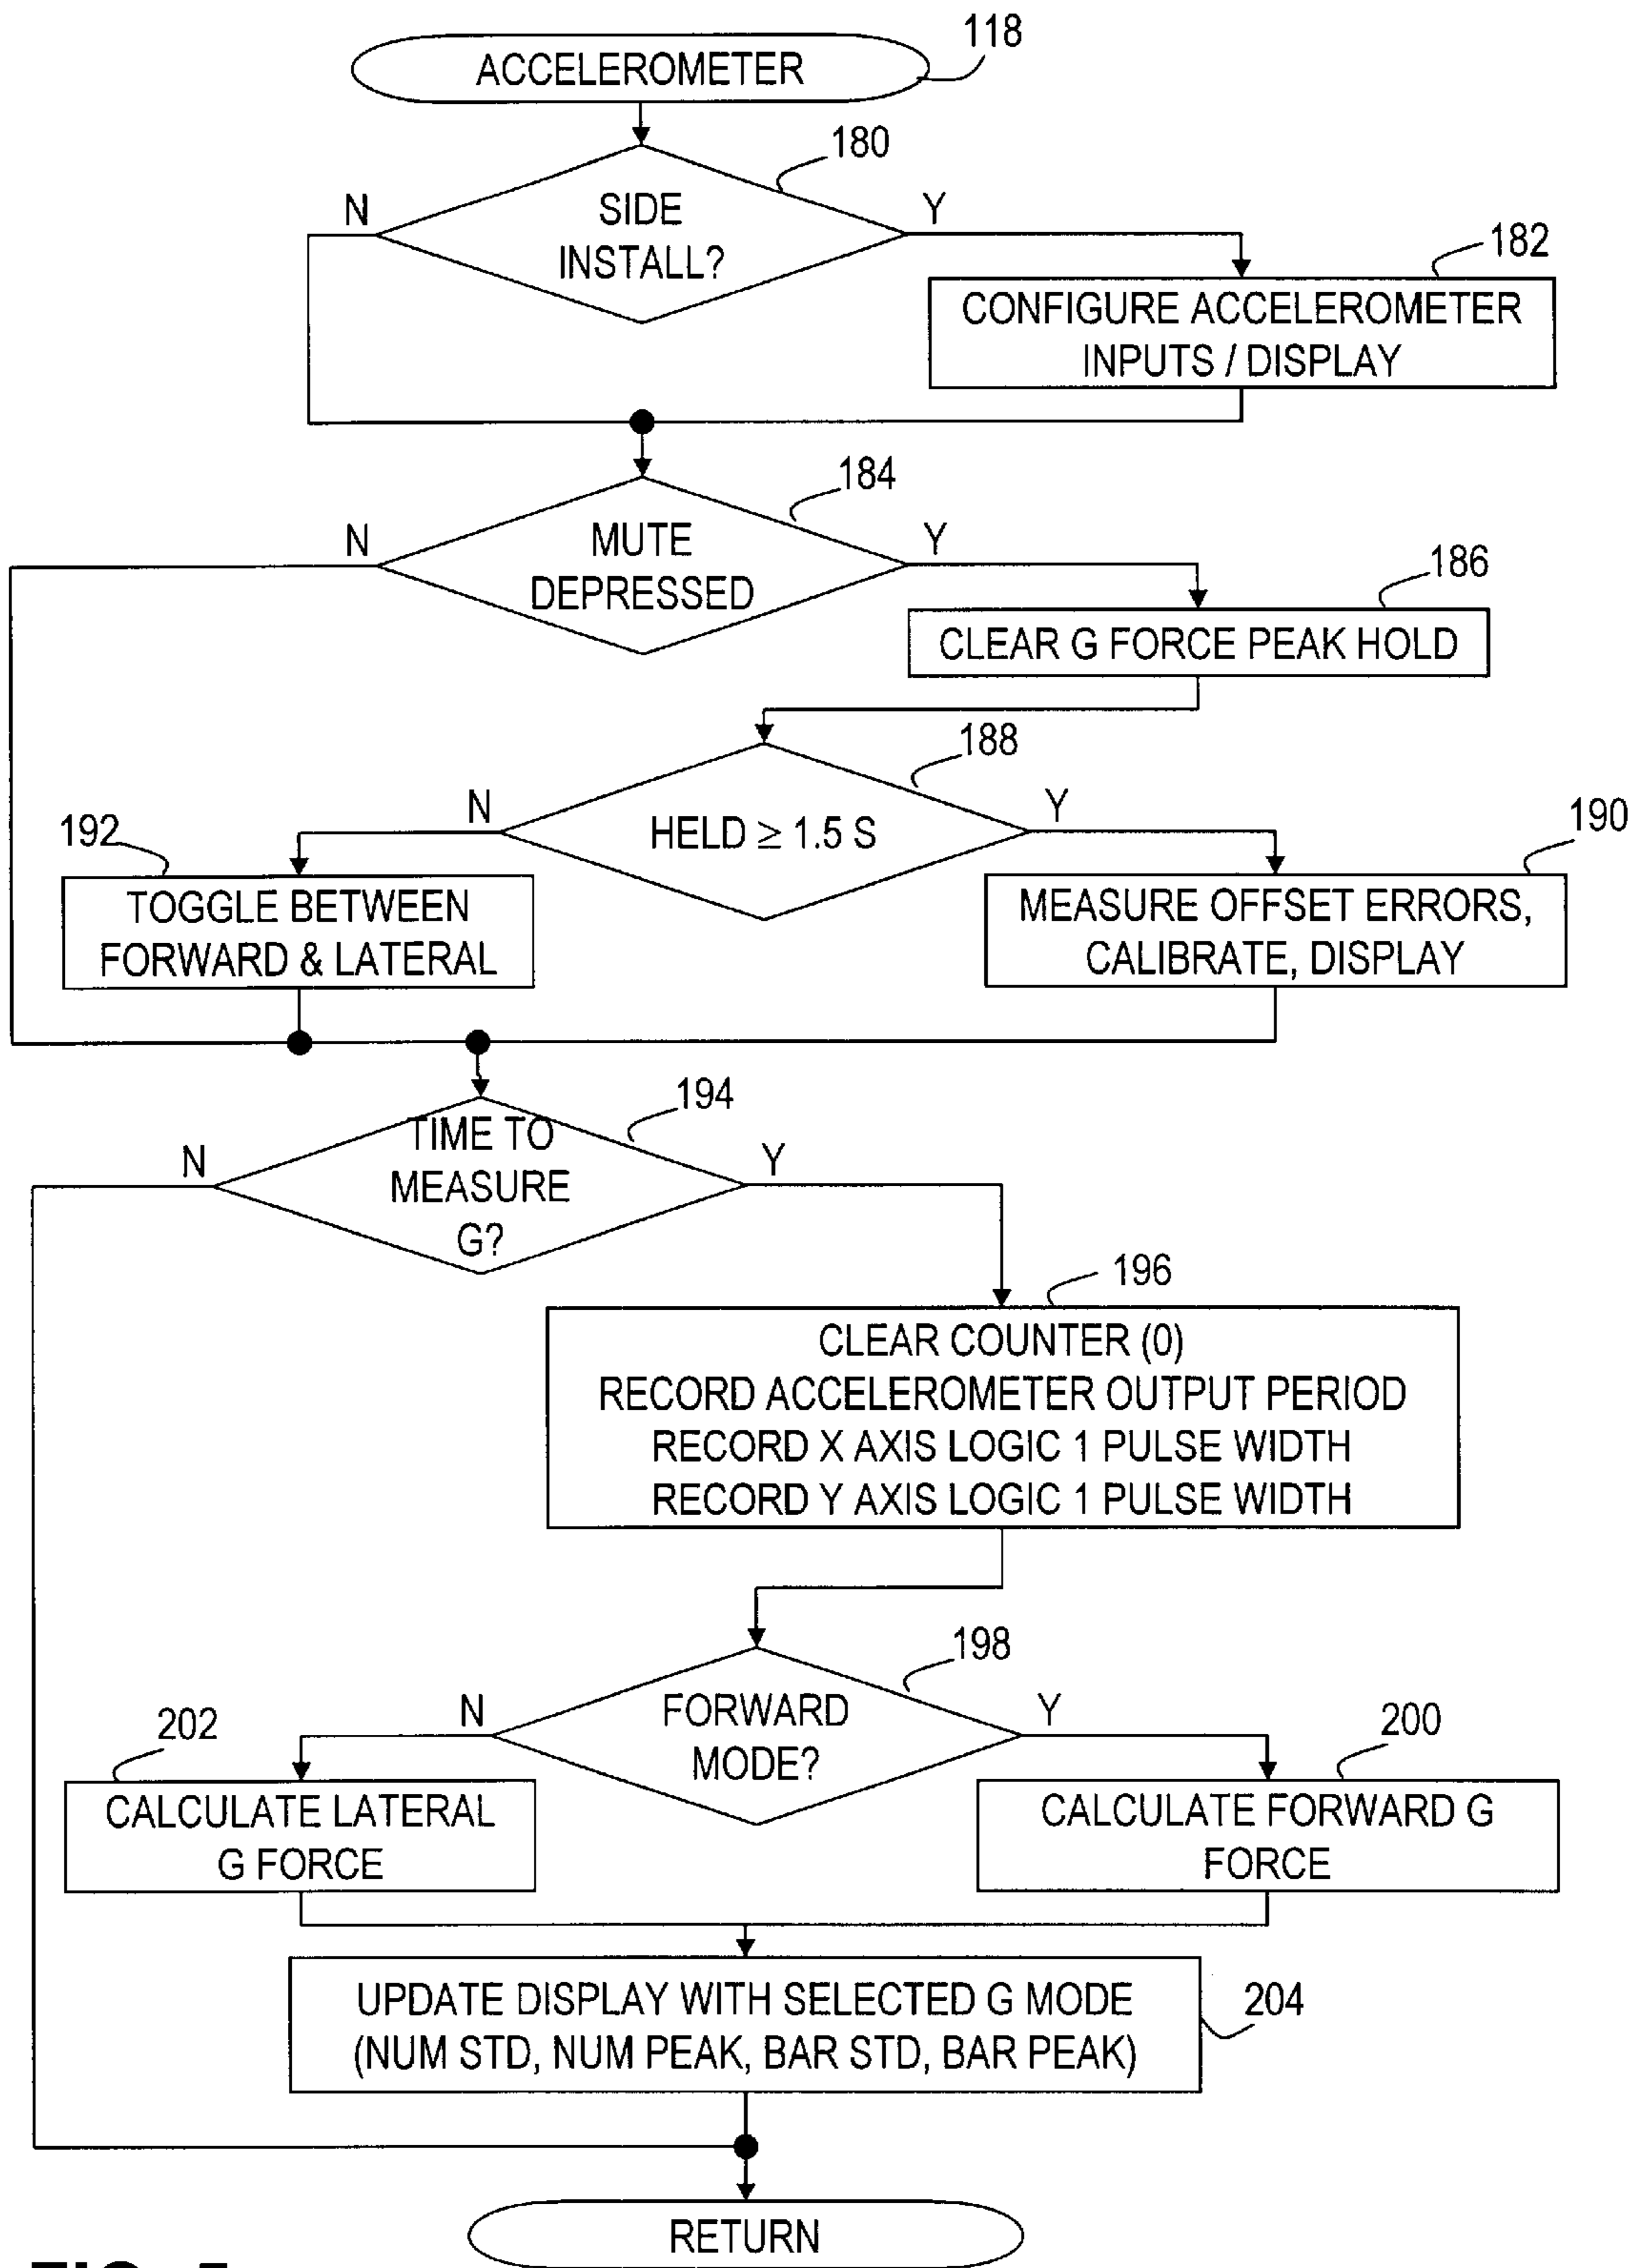 118
ACCELEROMETER
180
N
SIDE
INSTALL?
Y
182
CONFIGURE ACCELEROMETER
INPUTS / DISPLAY
184
N
MUTE
DEPRESSED
Y
186
CLEAR G FORCE PEAK HOLD
188
N
HELD ≥ 1.5 S
Y
192
190
TOGGLE BETWEEN
FORWARD & LATERAL
MEASURE OFFSET ERRORS,
CALIBRATE, DISPLAY
194
N
TIME TO
MEASURE
G?
Y
196
CLEAR COUNTER (0)
RECORD ACCELEROMETER OUTPUT PERIOD
RECORD X AXIS LOGIC 1 PULSE WIDTH
RECORD Y AXIS LOGIC 1 PULSE WIDTH
198
N
FORWARD
MODE?
Y
202
200
CALCULATE LATERAL
G FORCE
CALCULATE FORWARD G
FORCE
UPDATE DISPLAY WITH SELECTED G MODE
(NUM STD, NUM PEAK, BAR STD, BAR PEAK)
204
RETURN